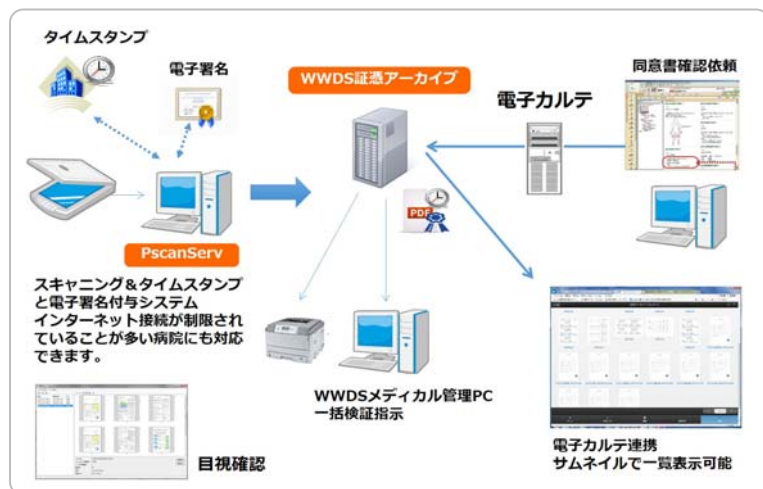 タイムスタンプ
電子署名
WWDS証憑アーカイブ
同意書確認依頼
電子カルテ
PDF
PscanServ
スキャニング＆タイムスタンプ
と電子署名付与システム
インターネット接続が制限され
ていることが多い病院にも対応
できます。
WWDSメディカル管理PC
一括検証指示
目視確認
電子カルテ連携
サムネイルで一覧表示可能